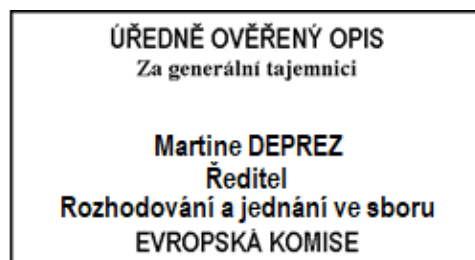 ÚŘEDNĚ OVĚŘENÝ OPIS
Za generální tajemnici
Martine DEPREZ
Ředitel
Rozhodování a jednání ve sboru
EVROPSKÁ KOMISE